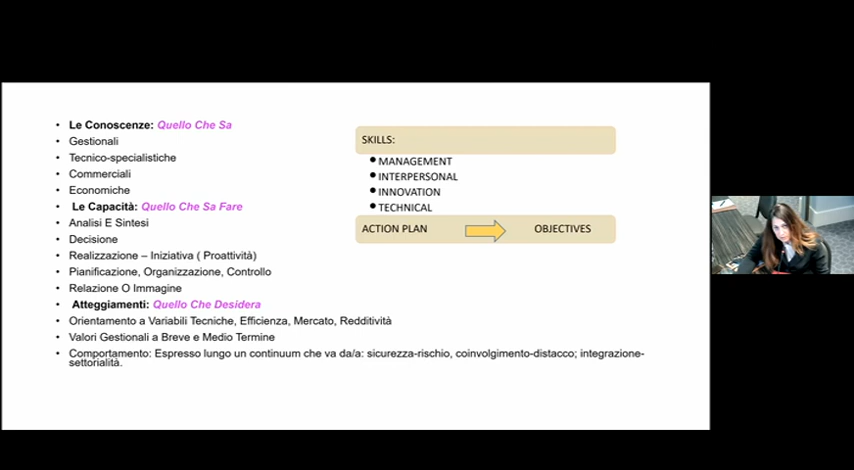 Le Conoscenze: Quello Che Sa
Gestionali
Tecnico-specialistiche
Commerciali
Economiche
Le Capacità: Quello Che Sa Fare
Analisi E Sintesi
Decisione
Realizzazione – Iniziativa ( Proattività)
Pianificazione, Organizzazione, Controllo
Relazione O Immagine
Atteggiamenti: Quello Che Desidera
Orientamento a Variabili Tecniche, Efficienza, Mercato, Redditività
Valori Gestionali a Breve e Medio Termine
Comportamento: Espresso lungo un continuum che va da/a: sicurezza-rischio, coinvolgimento-distacco; integrazione-
settorialità.
SKILLS:
MANAGEMENT
INTERPERSONAL
INNOVATION
TECHNICAL
ACTION PLAN OBJECTIVES